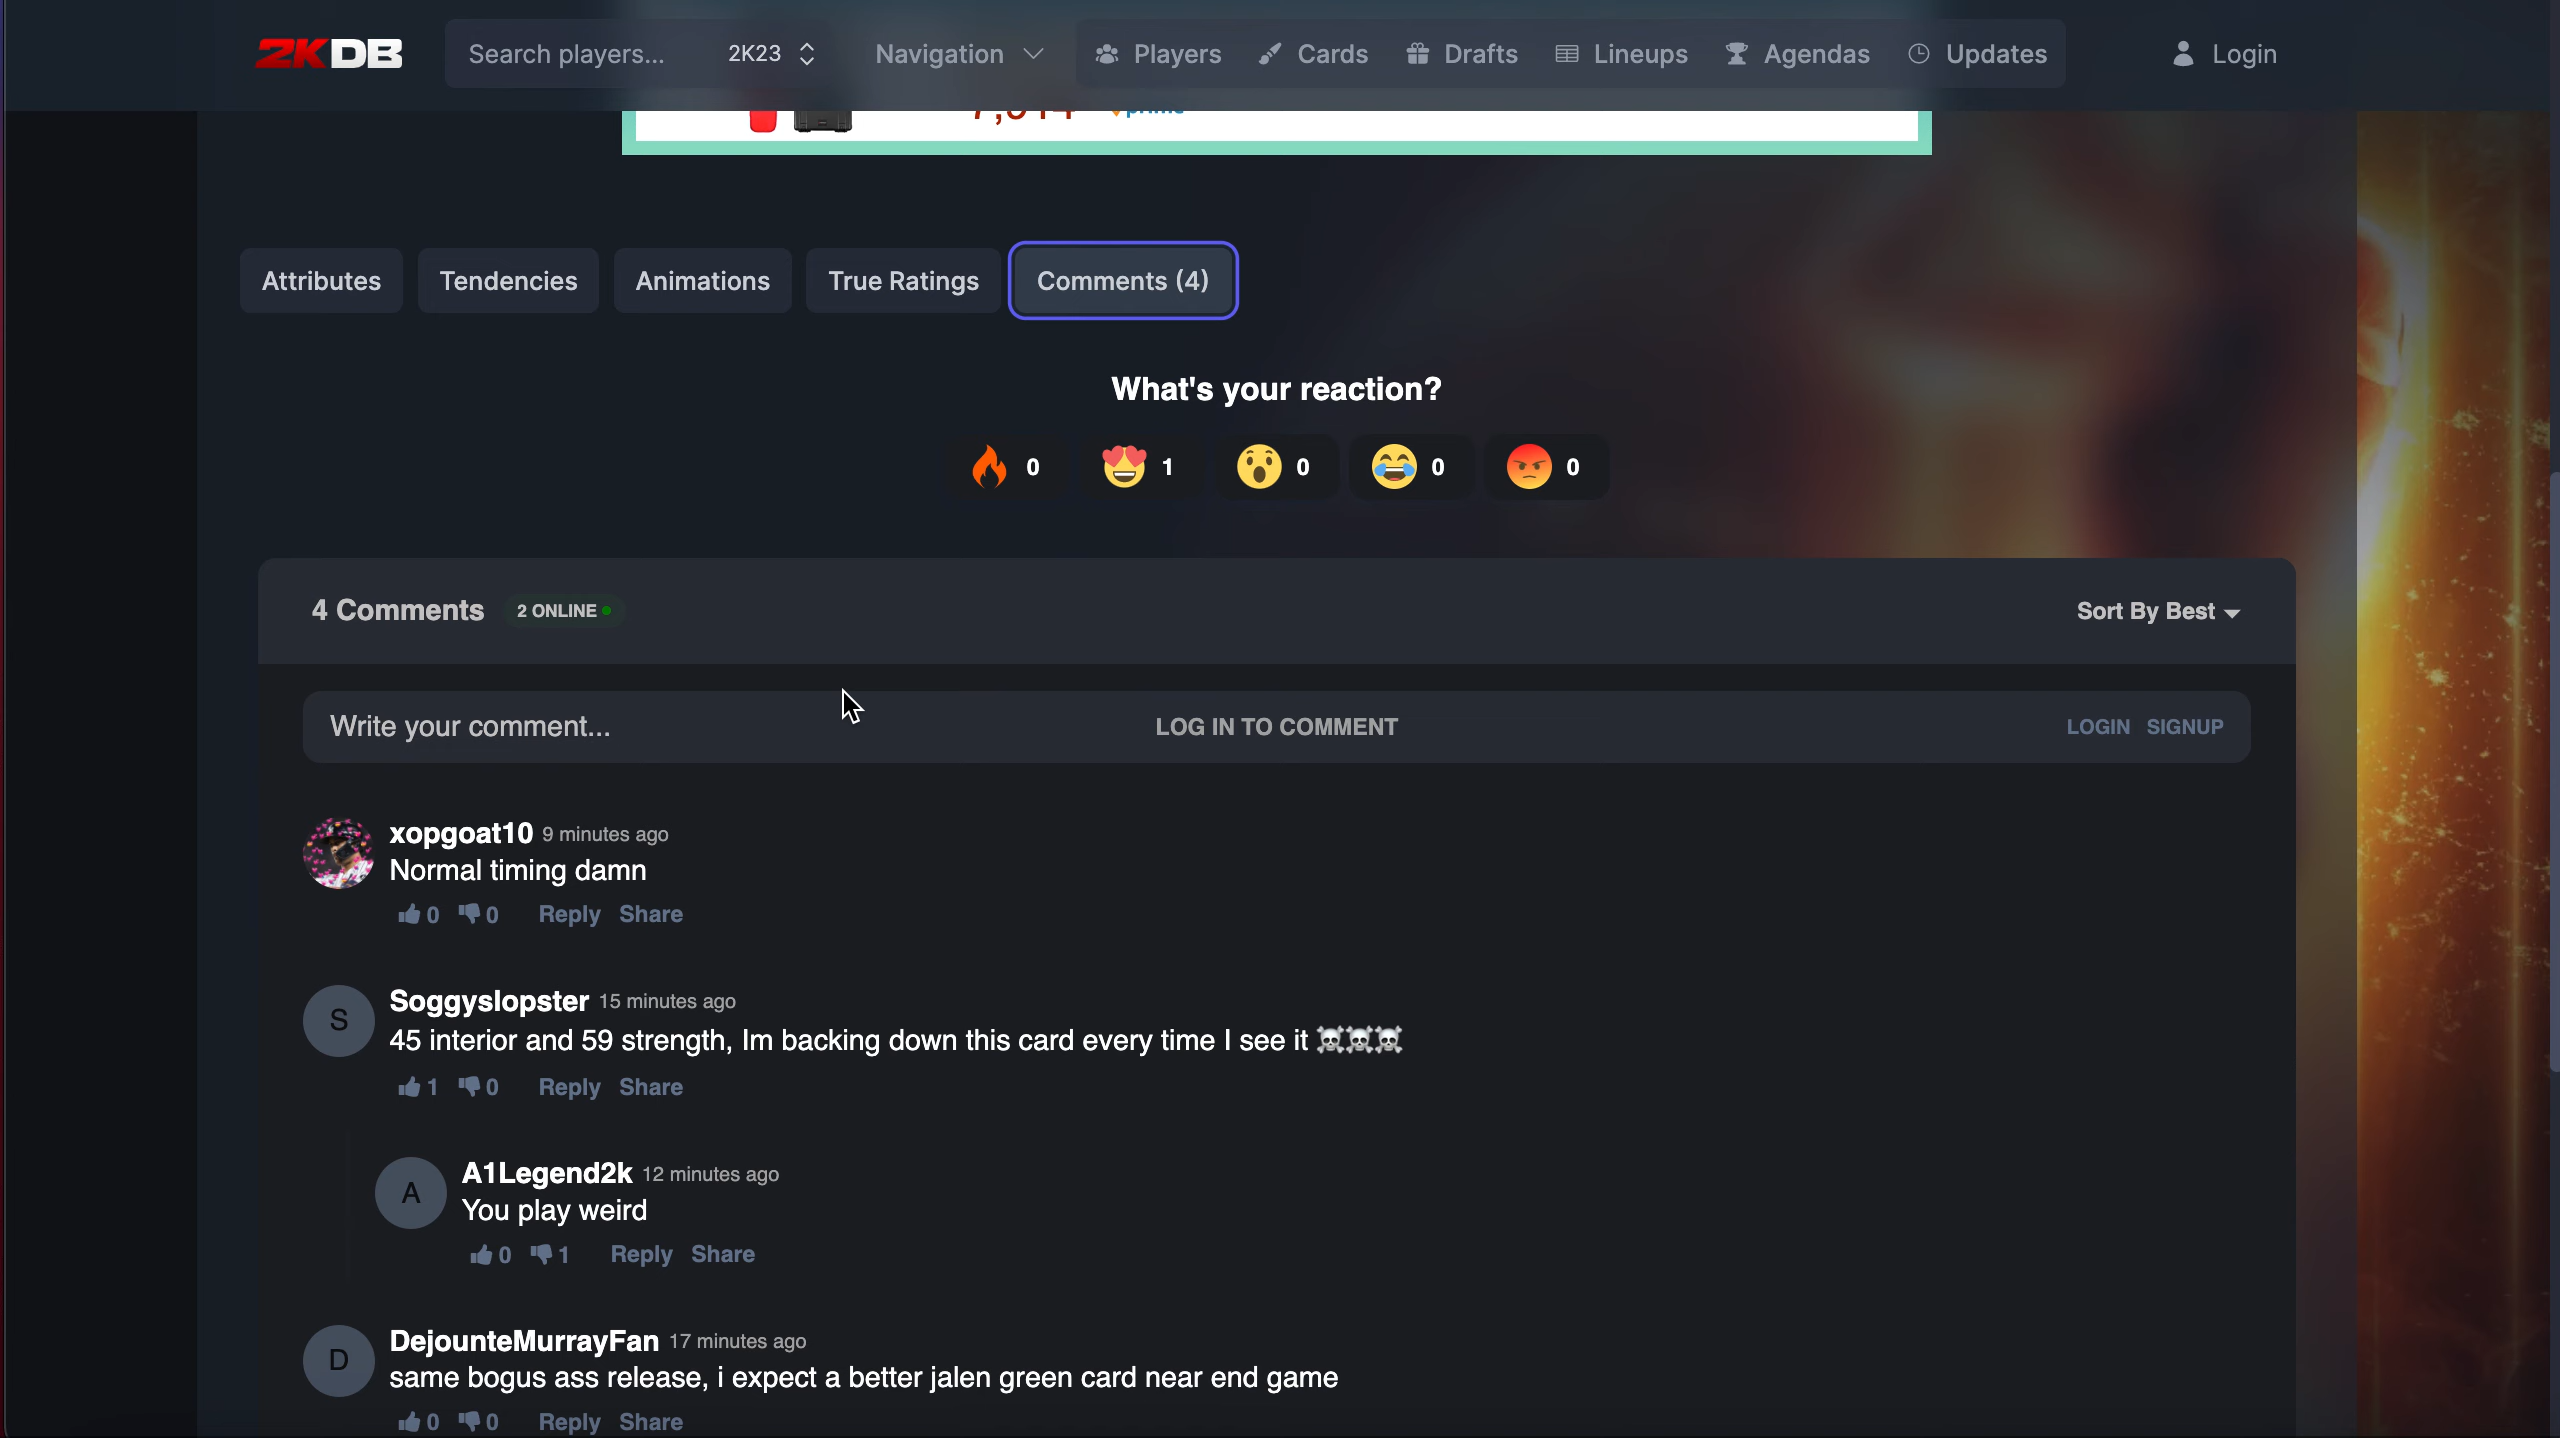 2KDB Search players... 2K23 Navigation Players Cards Drafts Lineups Agendas Updates Login
Attributes Tendencies Animations True Ratings Comments (4)
What's your reaction?
0 1 0 0 0
4 Comments 2 ONLINE Sort By Best
Write your comment... LOG IN TO COMMENT LOGIN SIGNUP
xopgoat10 9 minutes ago
Normal timing damn
0 0 Reply Share
S
Soggyslopster 15 minutes ago
45 interior and 59 strength, Im backing down this card every time I see it ☠️☠️☠️
1 0 Reply Share
A
A1Legend2k 12 minutes ago
You play weird
0 1 Reply Share
D
DejounteMurrayFan 17 minutes ago
same bogus ass release, i expect a better jalen green card near end game
0 0 Reply Share